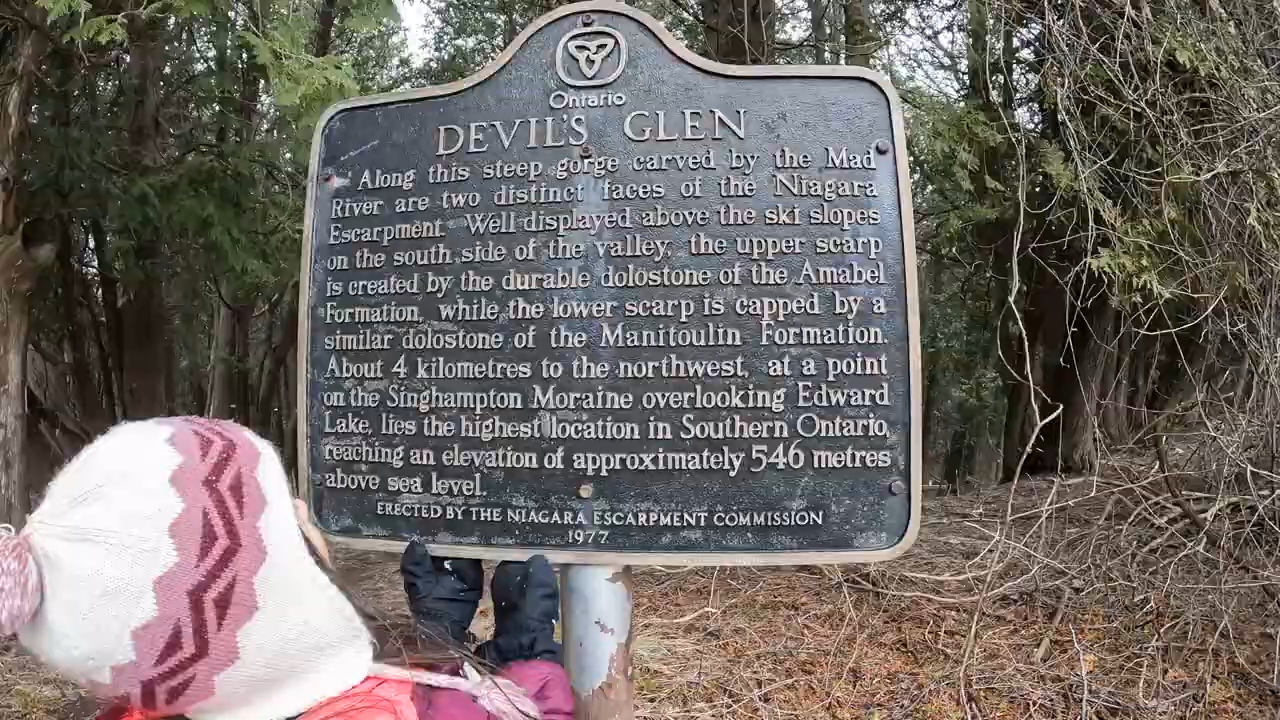 Ontario
DEVIL'S GLEN
Along this steep gorge carved by the Mad
River are two distinct faces of the Niagara
Escarpment. Well displayed above the ski slopes
on the south side of the valley, the upper scarp
is created by the durable dolostone of the Amabel
Formation, while the lower scarp is capped by a
similar dolostone of the Manitoulin Formation.
About 4 kilometres to the northwest, at a point
on the Singhampton Moraine overlooking Edward
Lake, lies the highest location in Southern Ontario,
reaching an elevation of approximately 546 metres
above sea level.
ERECTED BY THE NIAGARA ESCARPMENT COMMISSION
1977